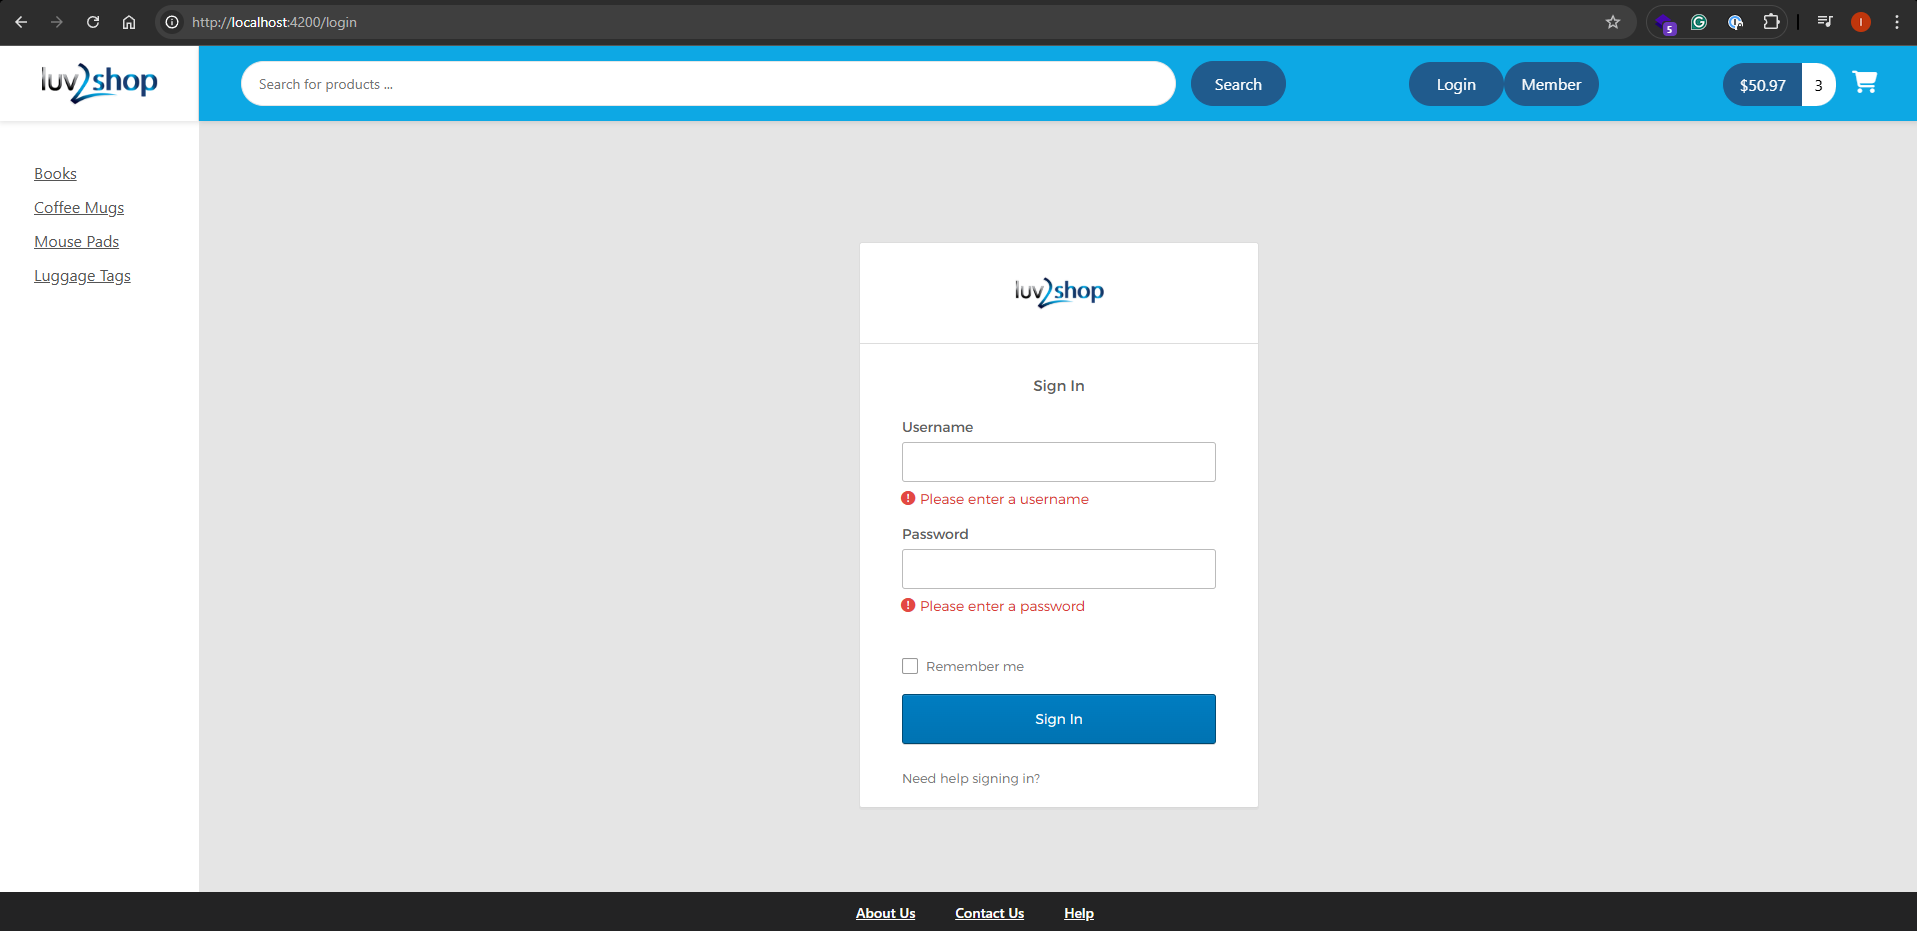 http://localhost:4200/login
5
I
luv2shop
Search for products ...
Search
Login
Member
$50.97
3
Books
Coffee Mugs
Mouse Pads
Luggage Tags
luv2shop
Sign In
Username
Please enter a username
Password
Please enter a password
Remember me
Sign In
Need help signing in?
About Us
Contact Us
Help